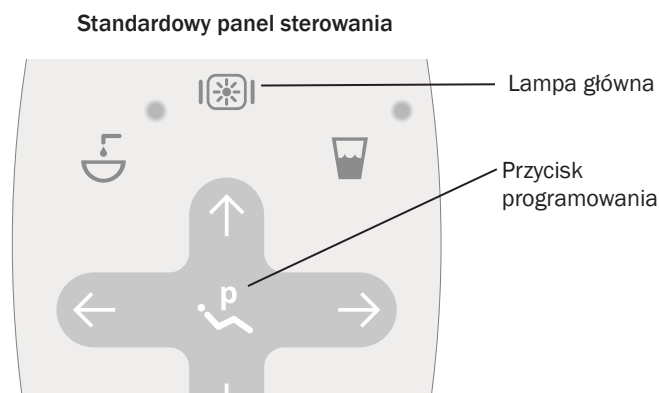 Standardowy panel sterowania
Lampa główna
Przycisk
programowania
p